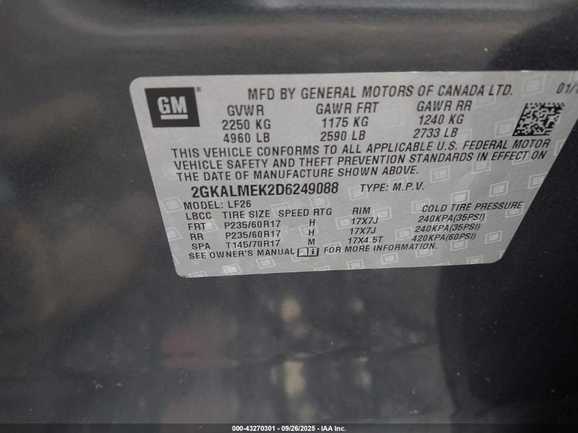 GM
MFD BY GENERAL MOTORS OF CANADA LTD. 01/
GVWR GAWR FRT GAWR RR
2250 KG 1175 KG 1240 KG
4960 LB 2590 LB 2733 LB
THIS VEHICLE CONFORMS TO ALL APPLICABLE U.S. FEDERAL MOTOR
VEHICLE SAFETY AND THEFT PREVENTION STANDARDS IN EFFECT ON
THE DATE OF MANUFACTURE SHOWN ABOVE.
2GKALMEK2D6249088 TYPE: M.P.V.
MODEL: LF26
LBCC TIRE SIZE SPEED RTG RIM COLD TIRE PRESSURE
FRT P235/60R17 H 17X7J 240KPA(35PSI)
RR P235/60R17 H 17X7J 240KPA(35PSI)
SPA T145/70R17 M 17X4.5T 420KPA(60PSI)
SEE OWNER'S MANUAL FOR MORE INFORMATION.
000-43270301 - 09/26/2025 - IAA Inc.